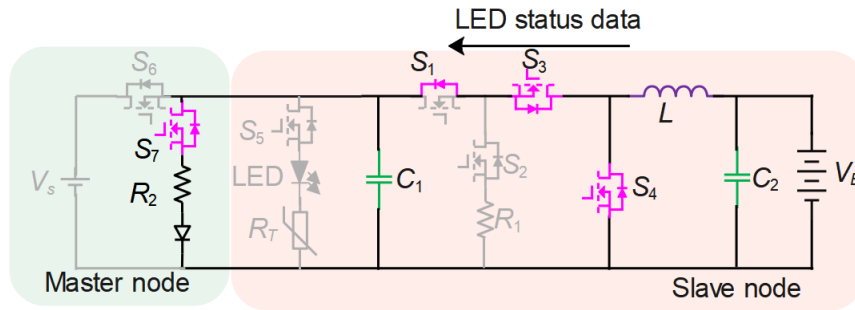 LED status data
S6
S1
S3
S7
S5
S2
L
Vs
R2
LED
C1
S4
C2
VB
RT
R1
Master node
Slave node